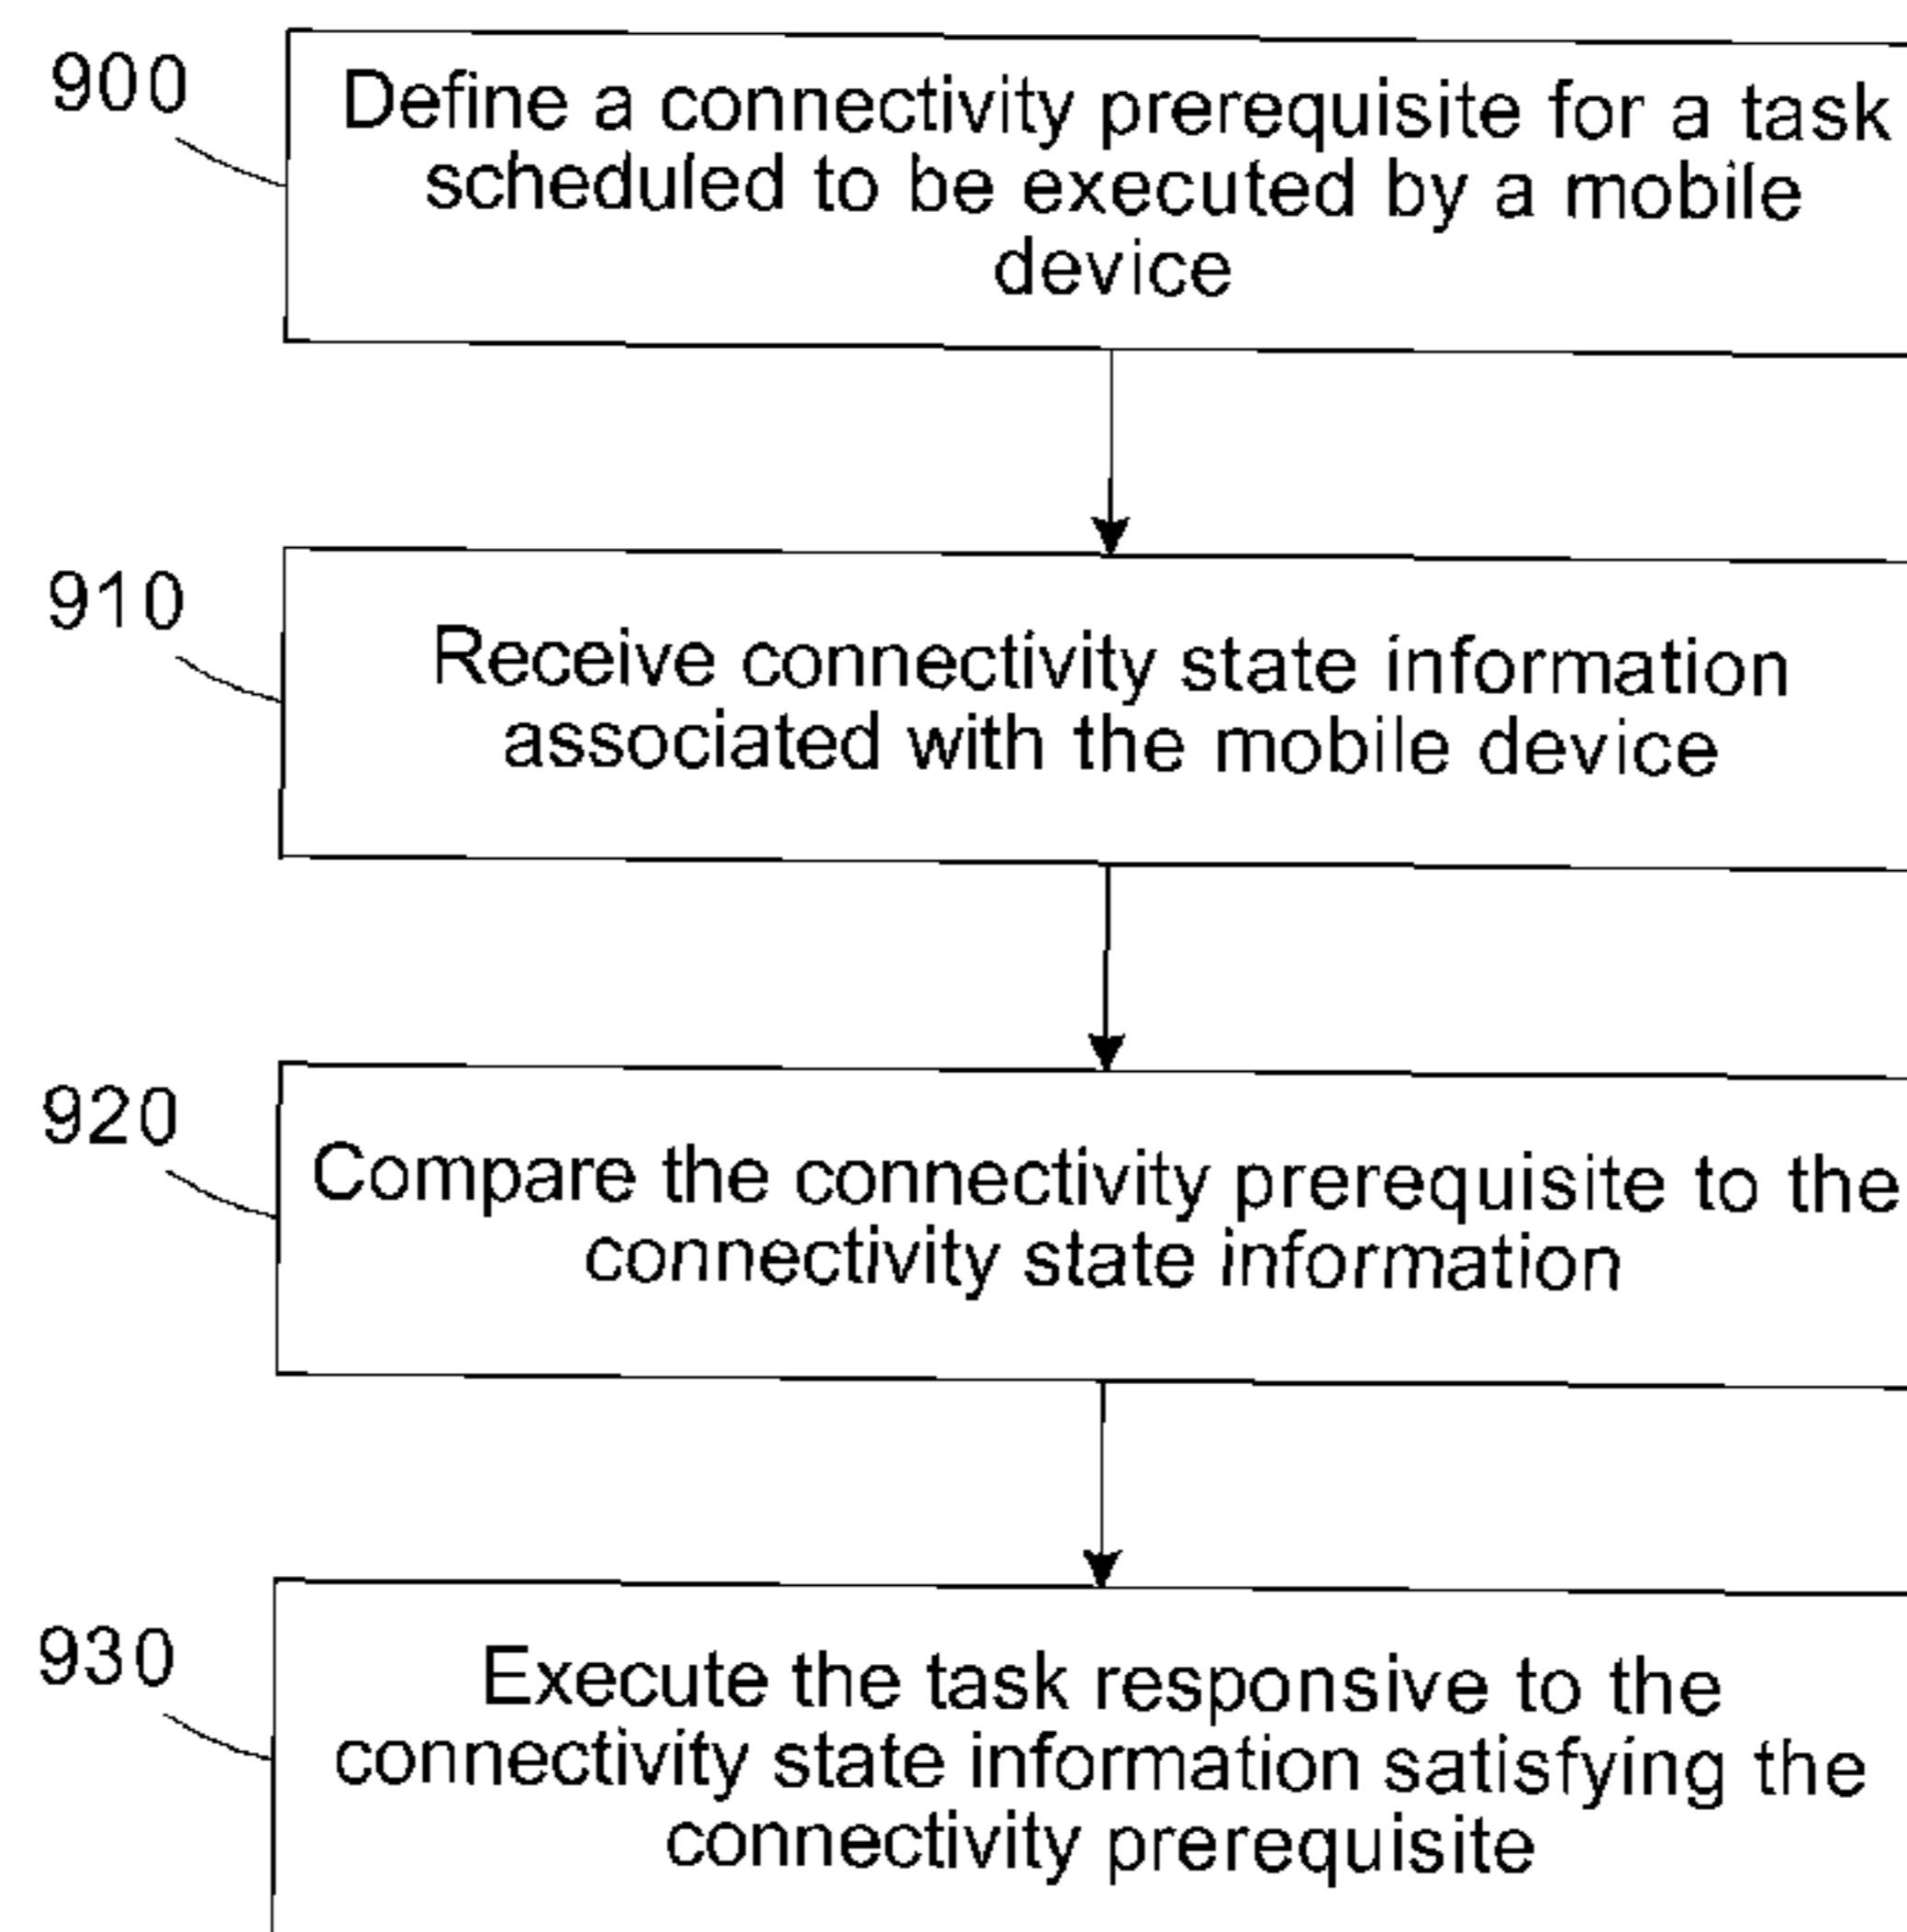 900
Define a connectivity prerequisite for a task
scheduled to be executed by a mobile
device
910
Receive connectivity state information
associated with the mobile device
920
Compare the connectivity prerequisite to the
connectivity state information
930
Execute the task responsive to the
connectivity state information satisfying the
connectivity prerequisite